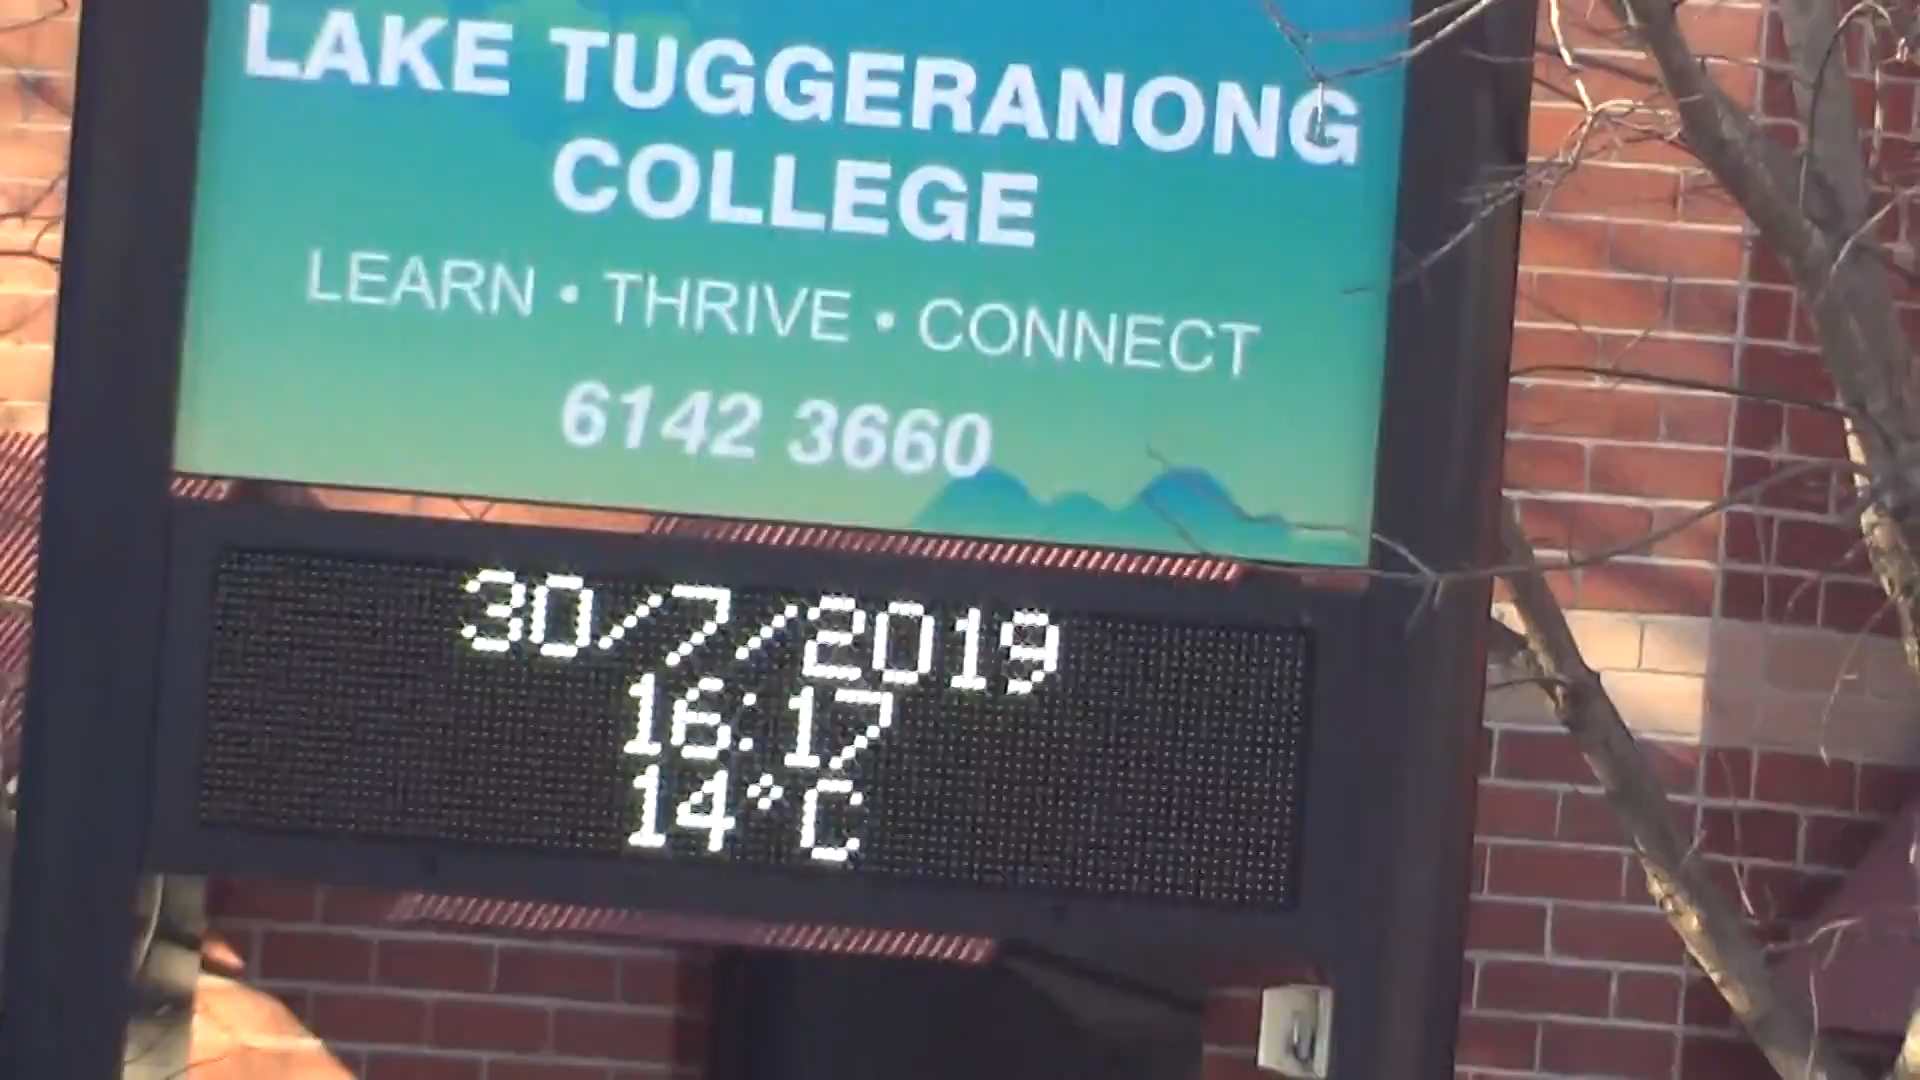 LAKE TUGGERANONG
COLLEGE
LEARN • THRIVE • CONNECT
6142 3660
30/7/2019
16:17
14°C